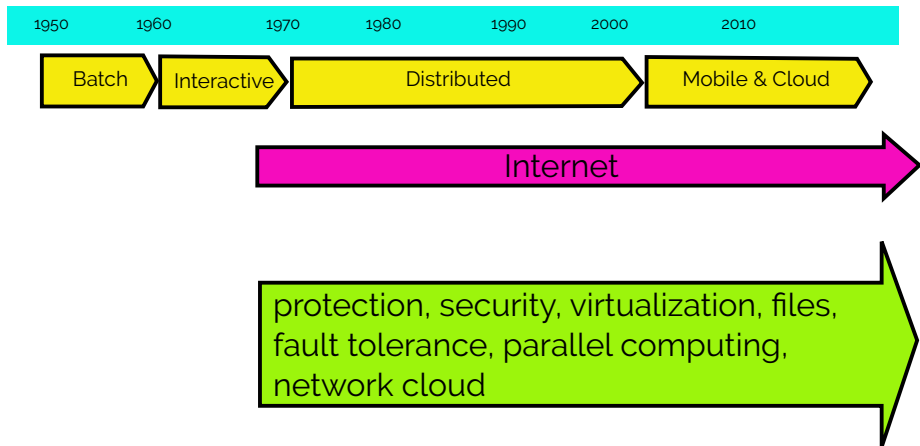 1950 1960 1970 1980 1990 2000 2010
Batch Interactive Distributed Mobile & Cloud
Internet
protection, security, virtualization, files,
fault tolerance, parallel computing,
network cloud